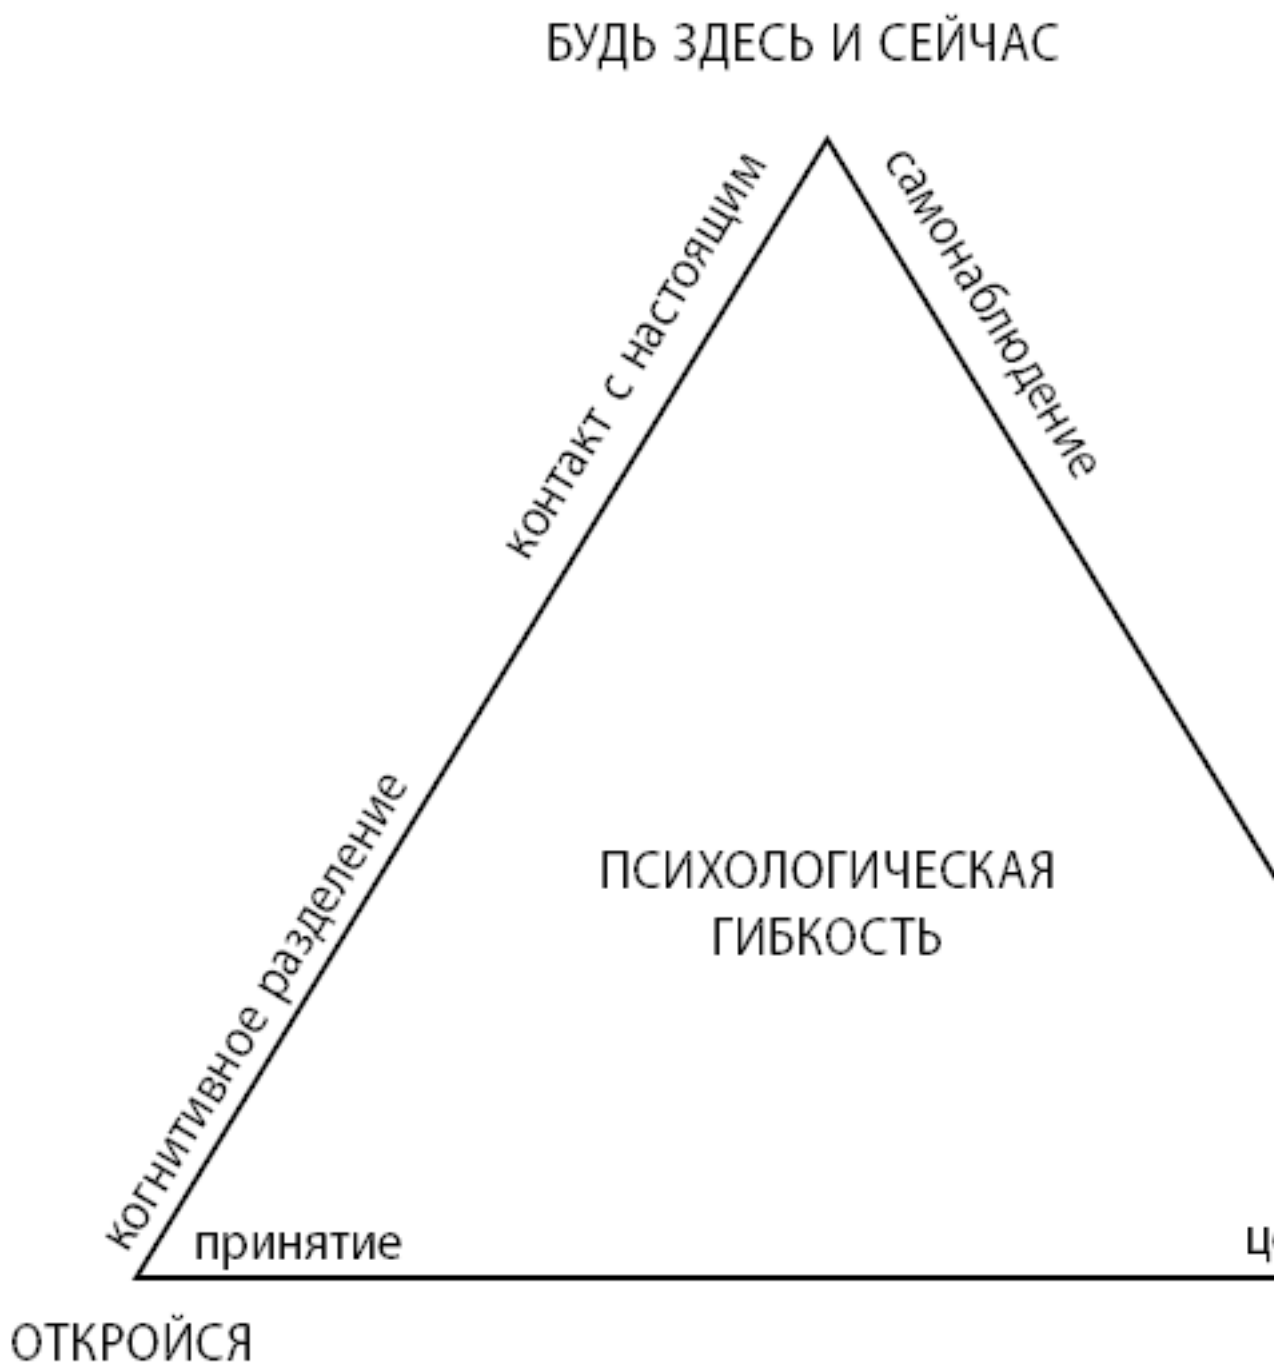 БУДЬ ЗДЕСЬ И СЕЙЧАС
контакт с настоящим
самонаблюдение
когнитивное разделение
ПСИХОЛОГИЧЕСКАЯ
ГИБКОСТЬ
принятие
ОТКРОЙСЯ